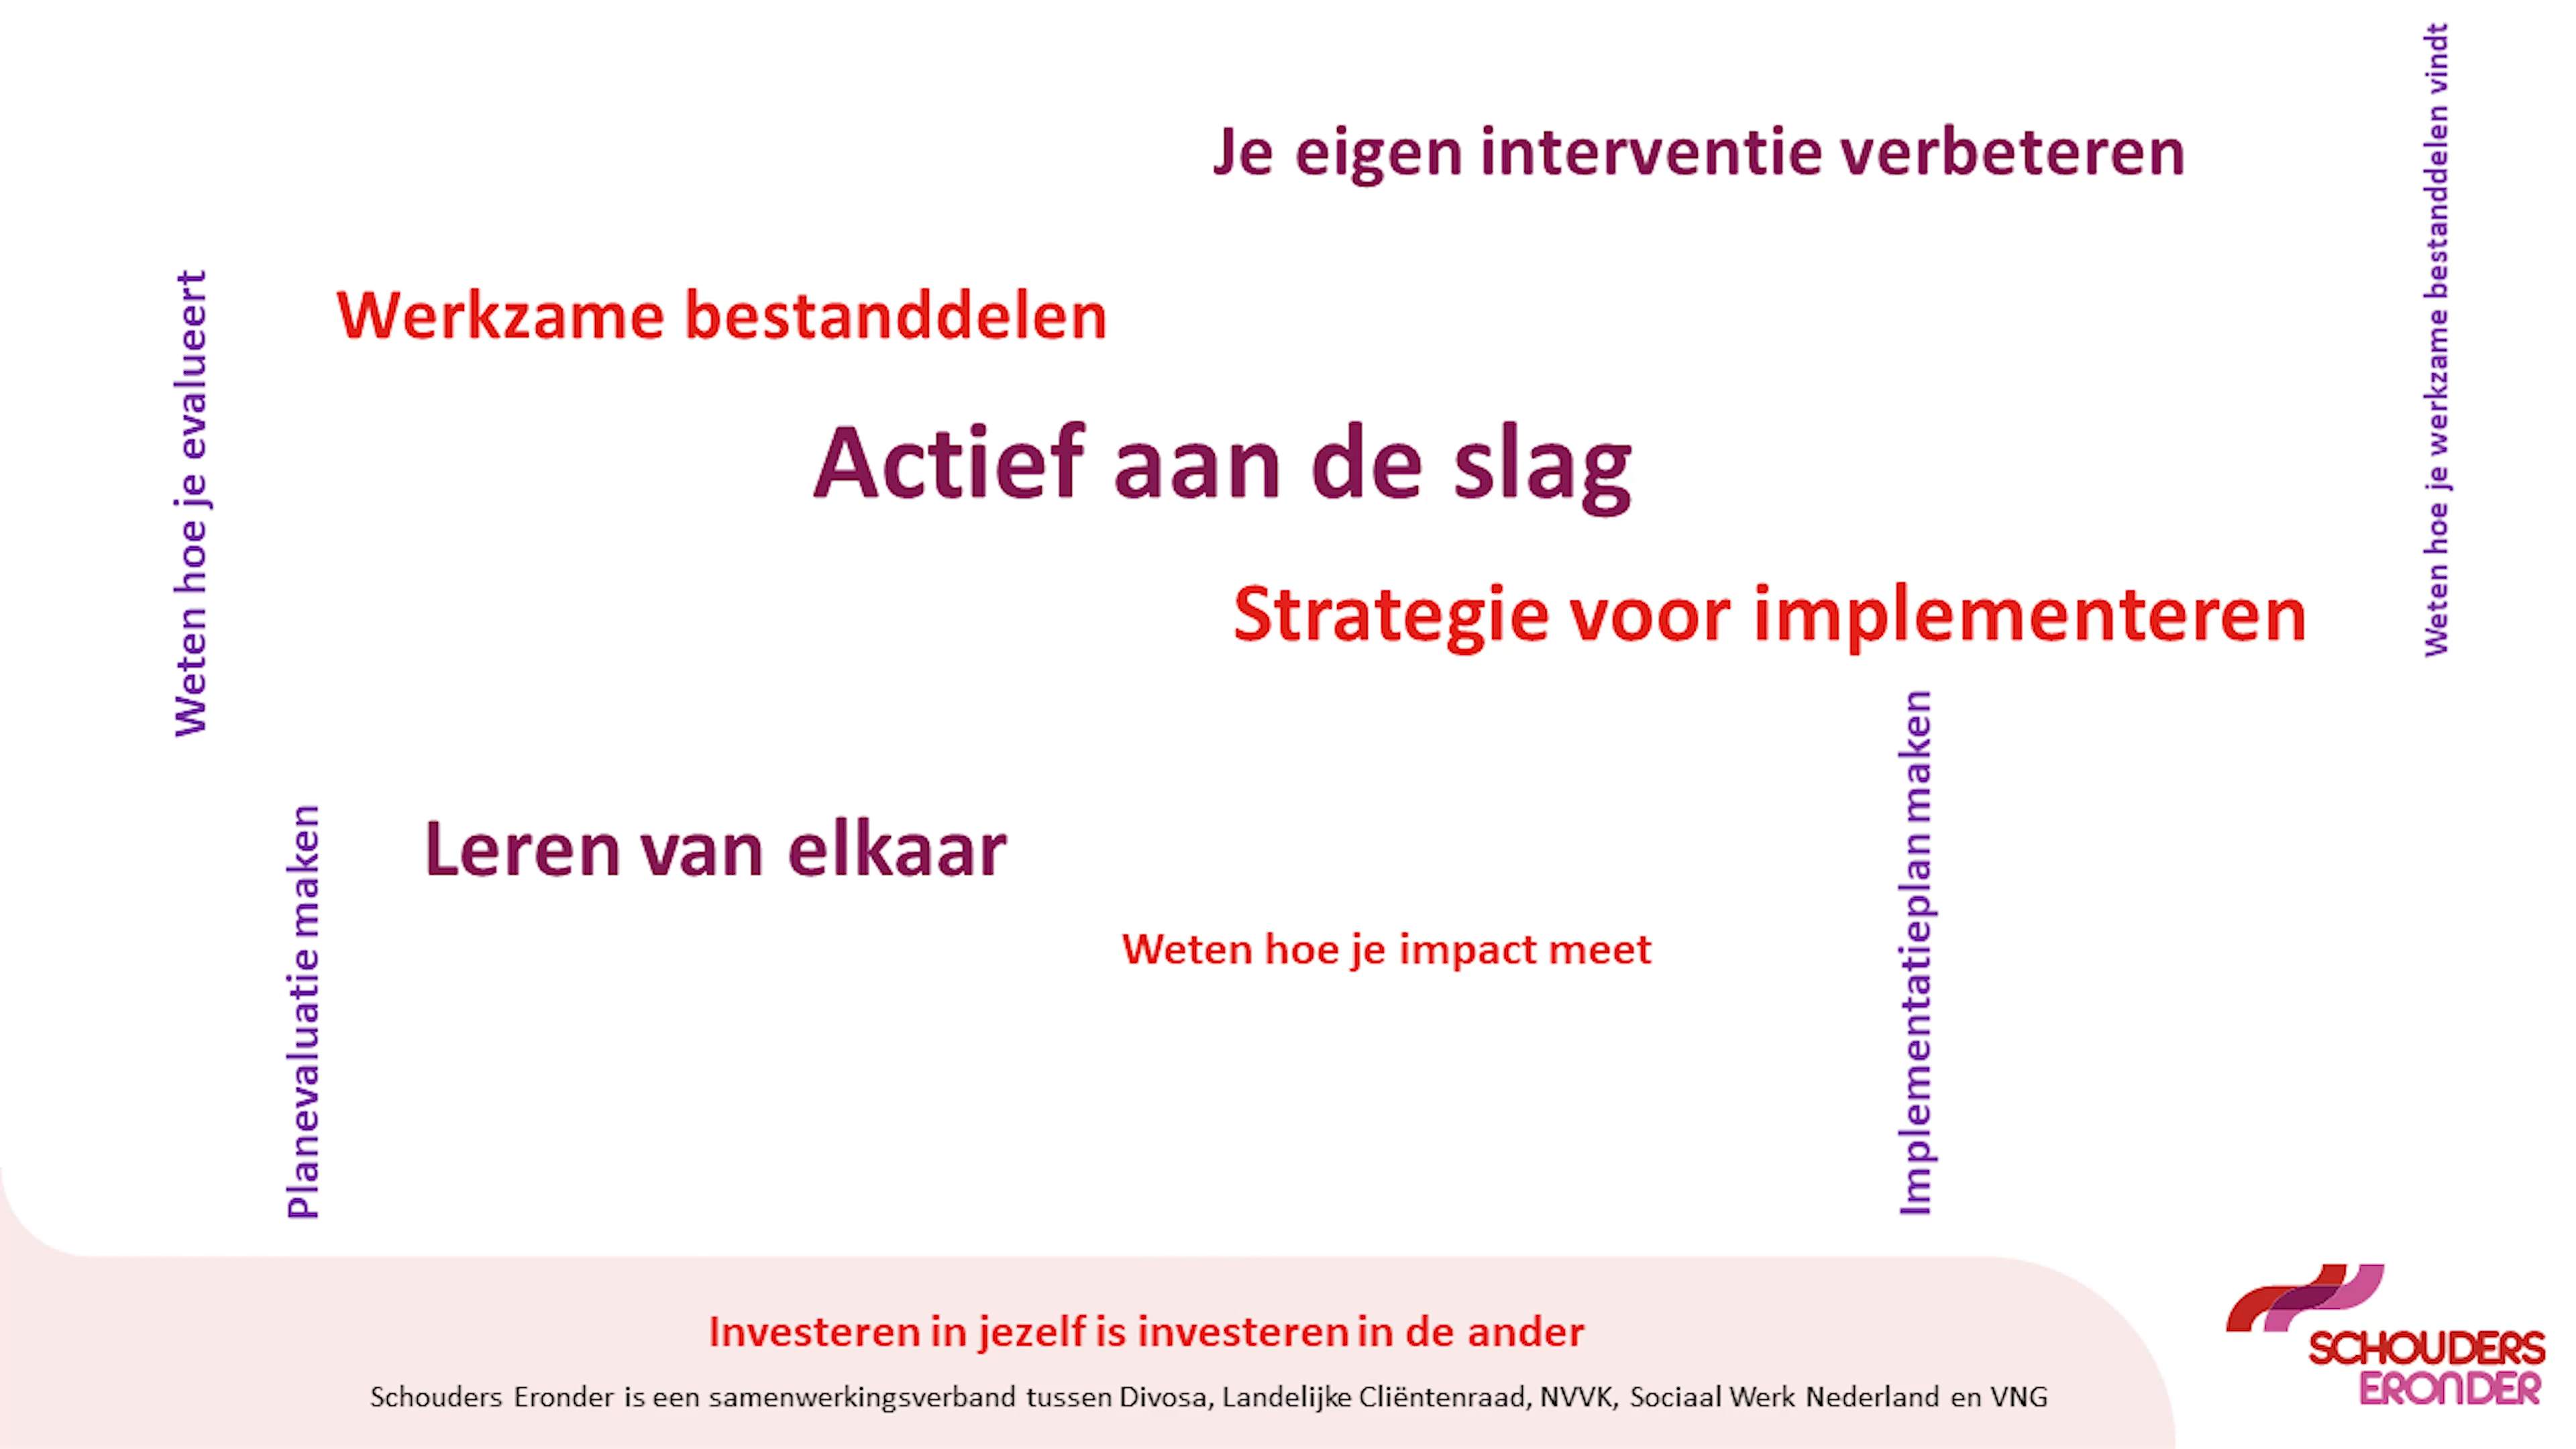 Je eigen interventie verbeteren
Weten hoe je werkzame bestanddelen vindt
Weten hoe je evalueert
Werkzame bestanddelen
Actief aan de slag
Strategie voor implementeren
Implementatieplan maken
Planevaluatie maken
Leren van elkaar
Weten hoe je impact meet
Investeren in jezelf is investeren in de ander
Schouders Eronder is een samenwerkingsverband tussen Divosa, Landelijke Cliëntenraad, NVVK, Sociaal Werk Nederland en VNG
SCHOUDERS
ERONDER